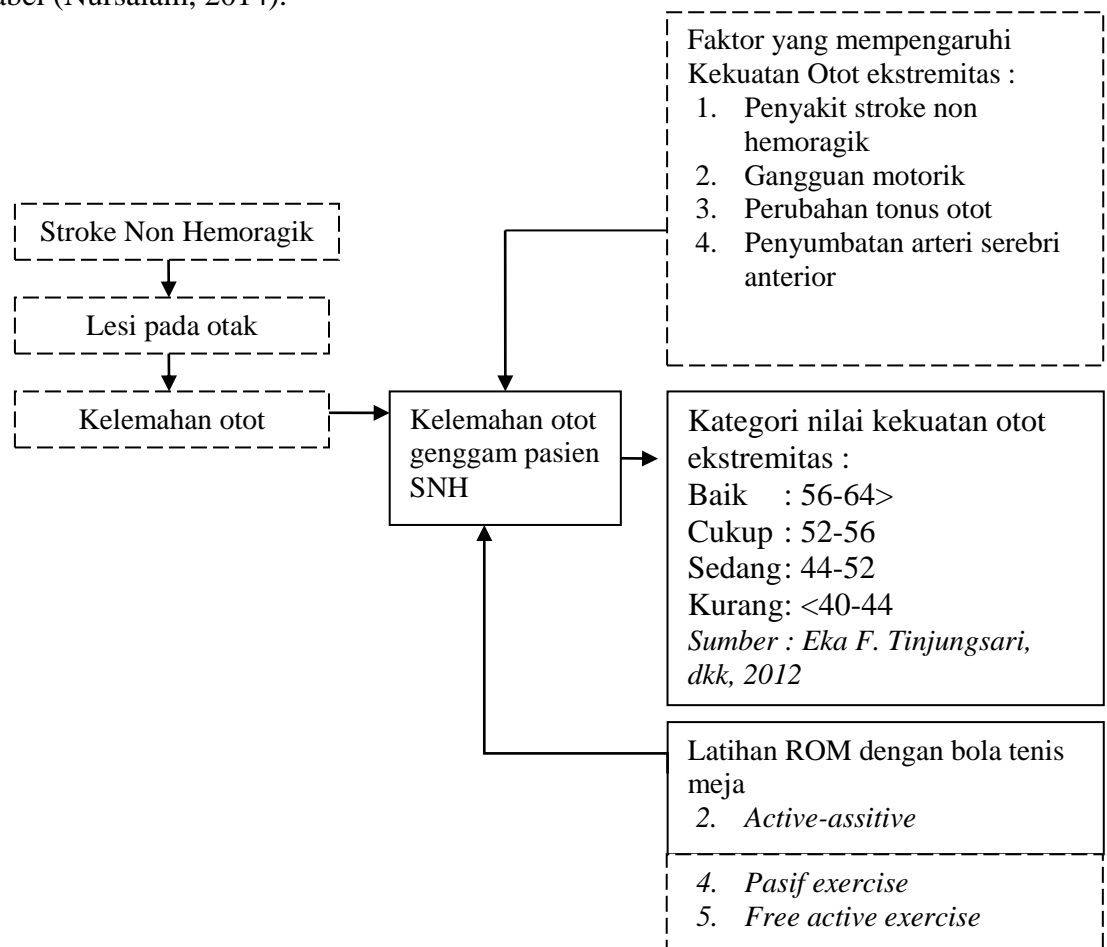 (Nursalam, 2014).
Faktor yang mempengaruhi
Kekuatan Otot ekstremitas :
1. Penyakit stroke non
hemoragik
2. Gangguan motorik
3. Perubahan tonus otot
4. Penyumbatan arteri serebri
anterior
Stroke Non Hemoragik
Lesi pada otak
Kelemahan otot
Kelemahan otot
genggam pasien
SNH
Kategori nilai kekuatan otot
ekstremitas :
Baik : 56-64>
Cukup : 52-56
Sedang: 44-52
Kurang: <40-44
Sumber : Eka F. Tinjungsari,
dkk, 2012
Latihan ROM dengan bola tenis
meja
2. Active-assitive
4. Pasif exercise
5. Free active exercise